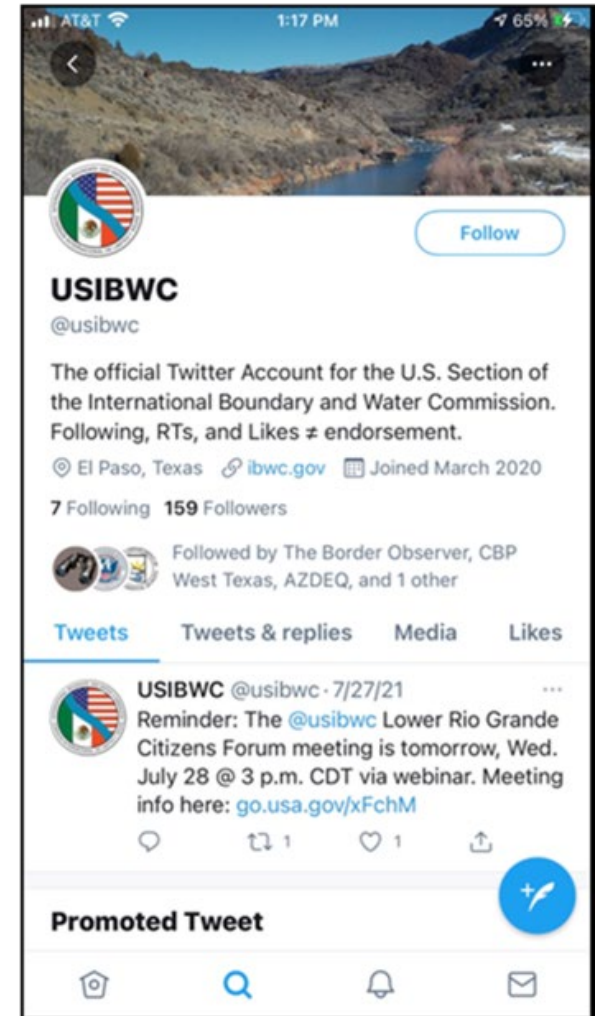 AT&T 1:17 PM 65%
Follow
USIBWC
@usibwc
The official Twitter Account for the U.S. Section of
the International Boundary and Water Commission.
Following, RTs, and Likes ≠ endorsement.
El Paso, Texas ibwc.gov Joined March 2020
7 Following 159 Followers
Followed by The Border Observer, CBP
West Texas, AZDEQ, and 1 other
Tweets Tweets & replies Media Likes
USIBWC @usibwc · 7/27/21
Reminder: The @usibwc Lower Rio Grande
Citizens Forum meeting is tomorrow, Wed.
July 28 @ 3 p.m. CDT via webinar. Meeting
info here: go.usa.gov/xFchM
1 1
Promoted Tweet